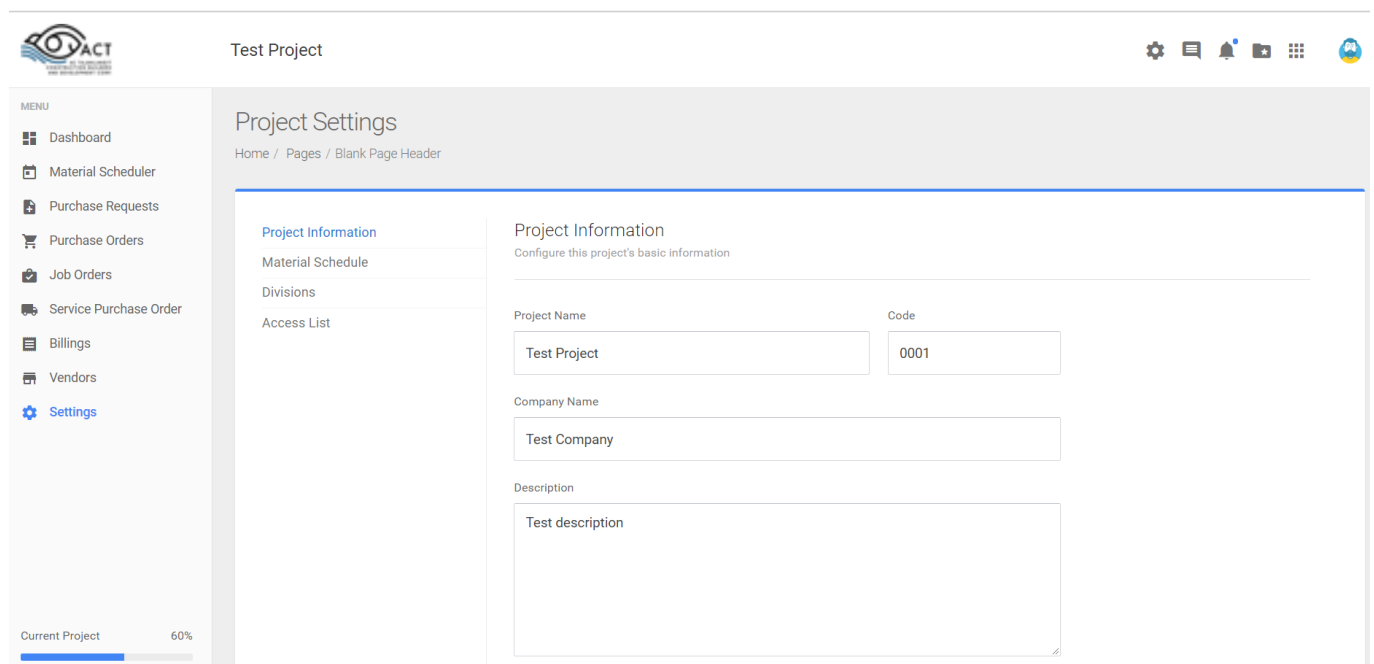 ACT
Test Project
MENU
Dashboard
Material Scheduler
Purchase Requests
Purchase Orders
Job Orders
Service Purchase Order
Billings
Vendors
Settings
Current Project 60%
Project Settings
Home / Pages / Blank Page Header
Project Information
Material Schedule
Divisions
Access List
Project Information
Configure this project's basic information
Project Name
Test Project
Code
0001
Company Name
Test Company
Description
Test description